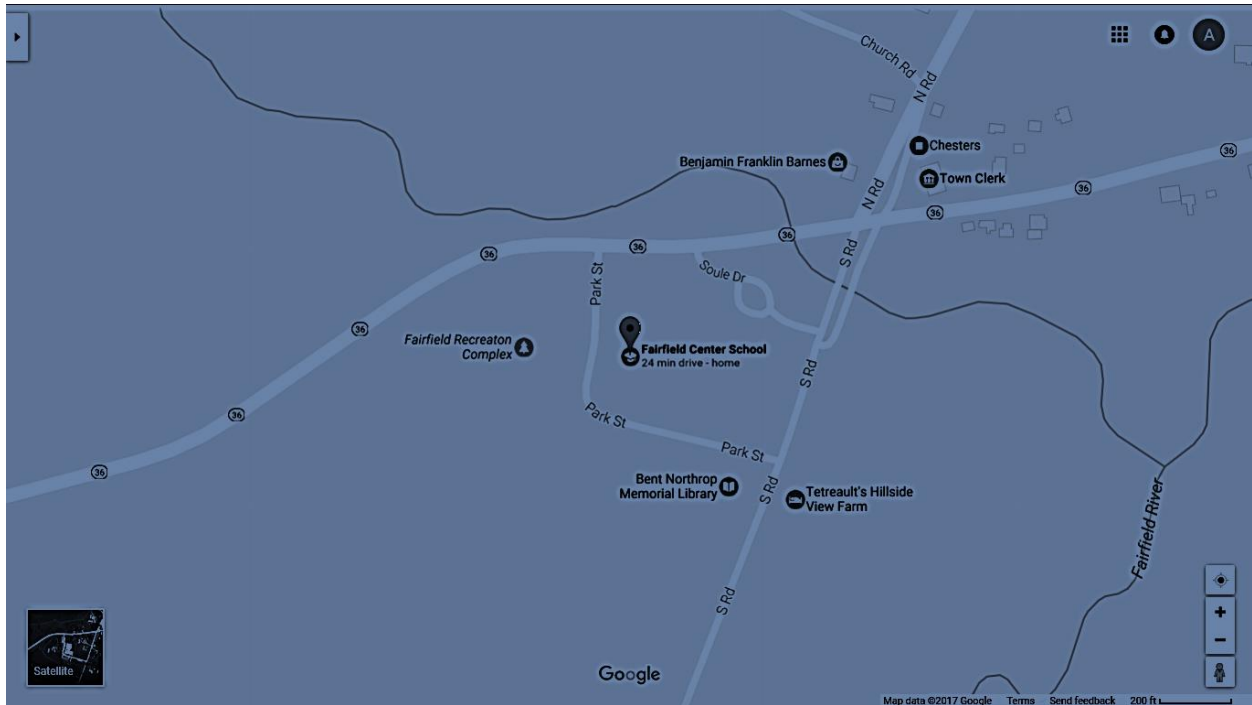 Church Rd
A
N Rd
Chesters
36
Benjamin Franklin Barnes
Town Clerk
36
N Rd
36
36
36
36
S Rd
Soule Dr
Park St
36
Fairfield Recreaton
Complex
Fairfield Center School
24 min drive - home
S Rd
36
Park St
Park St
36
Bent Northrop
Memorial Library
S Rd
Tetreault's Hillside
View Farm
Fairfield River
S Rd
Satellite
Google
Map data ©2017 Google Terms Send feedback 200 ft